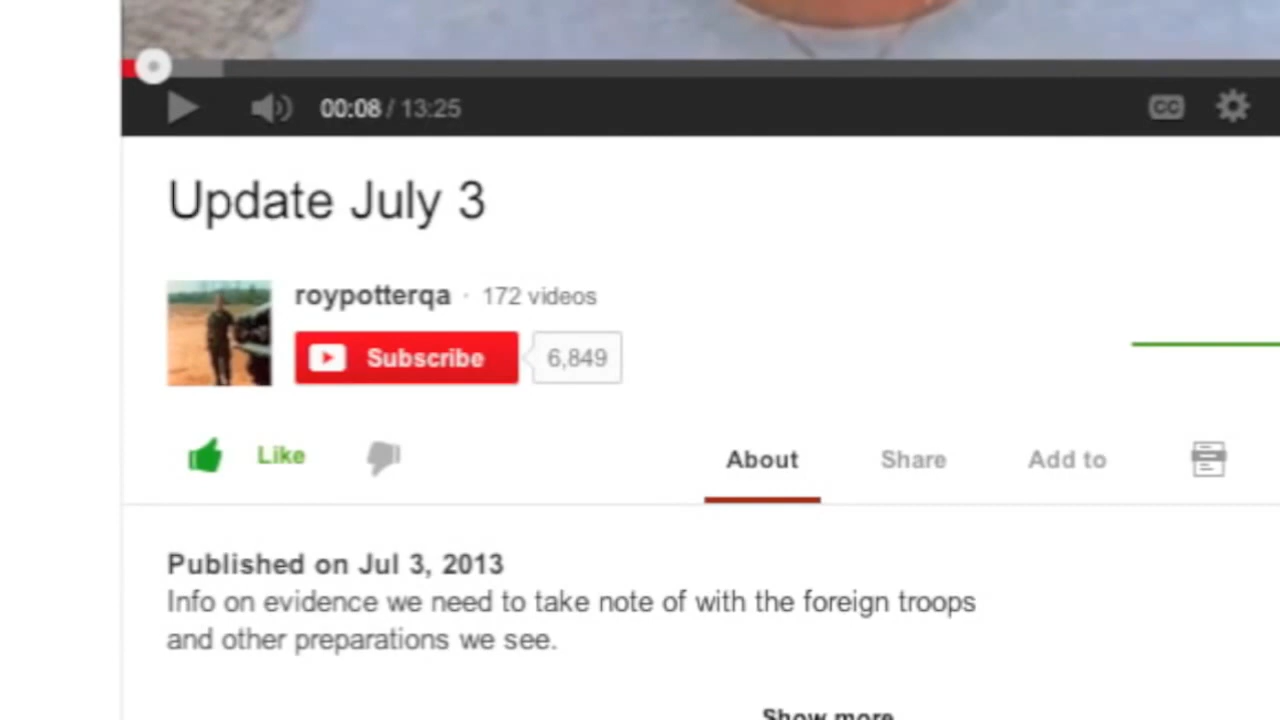 00:08 / 13:25
CC
Update July 3
roypotterqa · 172 videos
Subscribe 6,849
Like
About Share Add to
Published on Jul 3, 2013
Info on evidence we need to take note of with the foreign troops
and other preparations we see.
Show more